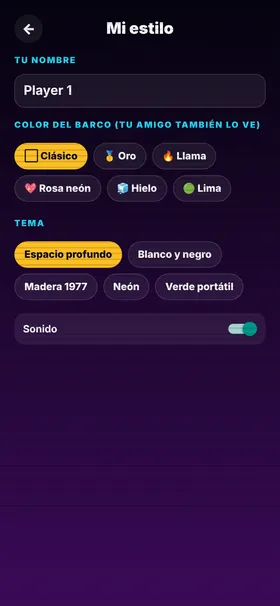 Mi estilo
TU NOMBRE
Player 1
COLOR DEL BARCO (TU AMIGO TAMBIÉN LO VE)
Clásico
Oro
Llama
Rosa neón
Hielo
Lima
TEMA
Espacio profundo
Blanco y negro
Madera 1977
Neón
Verde portátil
Sonido